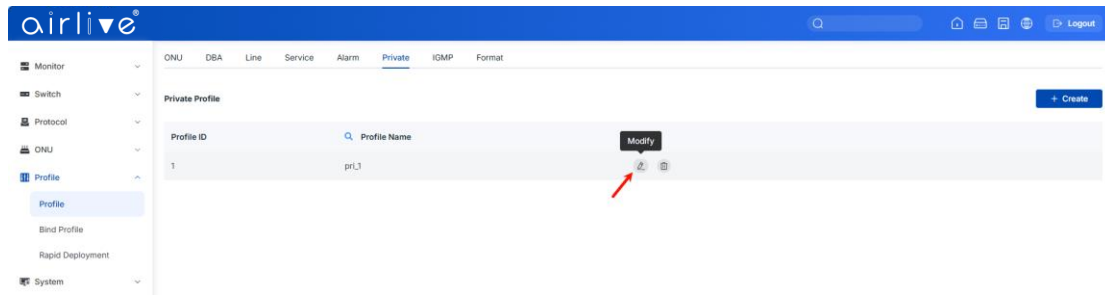 airlive®
Logout
Monitor
Switch
Protocol
ONU
Profile
Profile
Bind Profile
Rapid Deployment
System
ONU DBA Line Service Alarm Private IGMP Format
Private Profile
+ Create
Profile ID Profile Name
Modify
1 pri_1